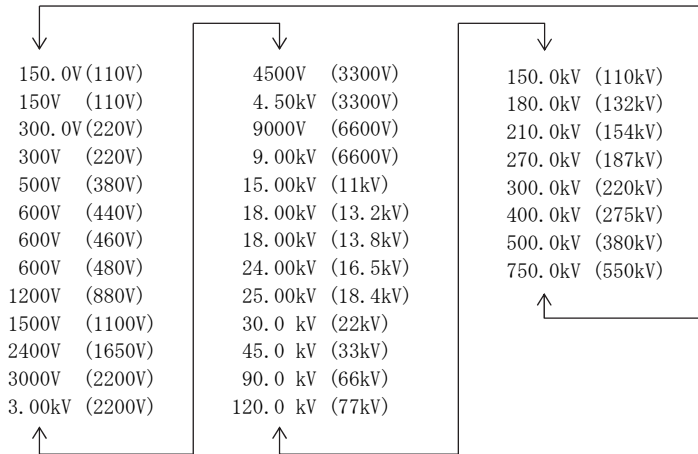 150.0V(110V)
150V (110V)
300.0V(220V)
300V (220V)
500V (380V)
600V (440V)
600V (460V)
600V (480V)
1200V (880V)
1500V (1100V)
2400V (1650V)
3000V (2200V)
3.00kV (2200V)
4500V (3300V)
4.50kV (3300V)
9000V (6600V)
9.00kV (6600V)
15.00kV (11kV)
18.00kV (13.2kV)
18.00kV (13.8kV)
24.00kV (16.5kV)
25.00kV (18.4kV)
30.0 kV (22kV)
45.0 kV (33kV)
90.0 kV (66kV)
120.0 kV (77kV)
150.0kV (110kV)
180.0kV (132kV)
210.0kV (154kV)
270.0kV (187kV)
300.0kV (220kV)
400.0kV (275kV)
500.0kV (380kV)
750.0kV (550kV)